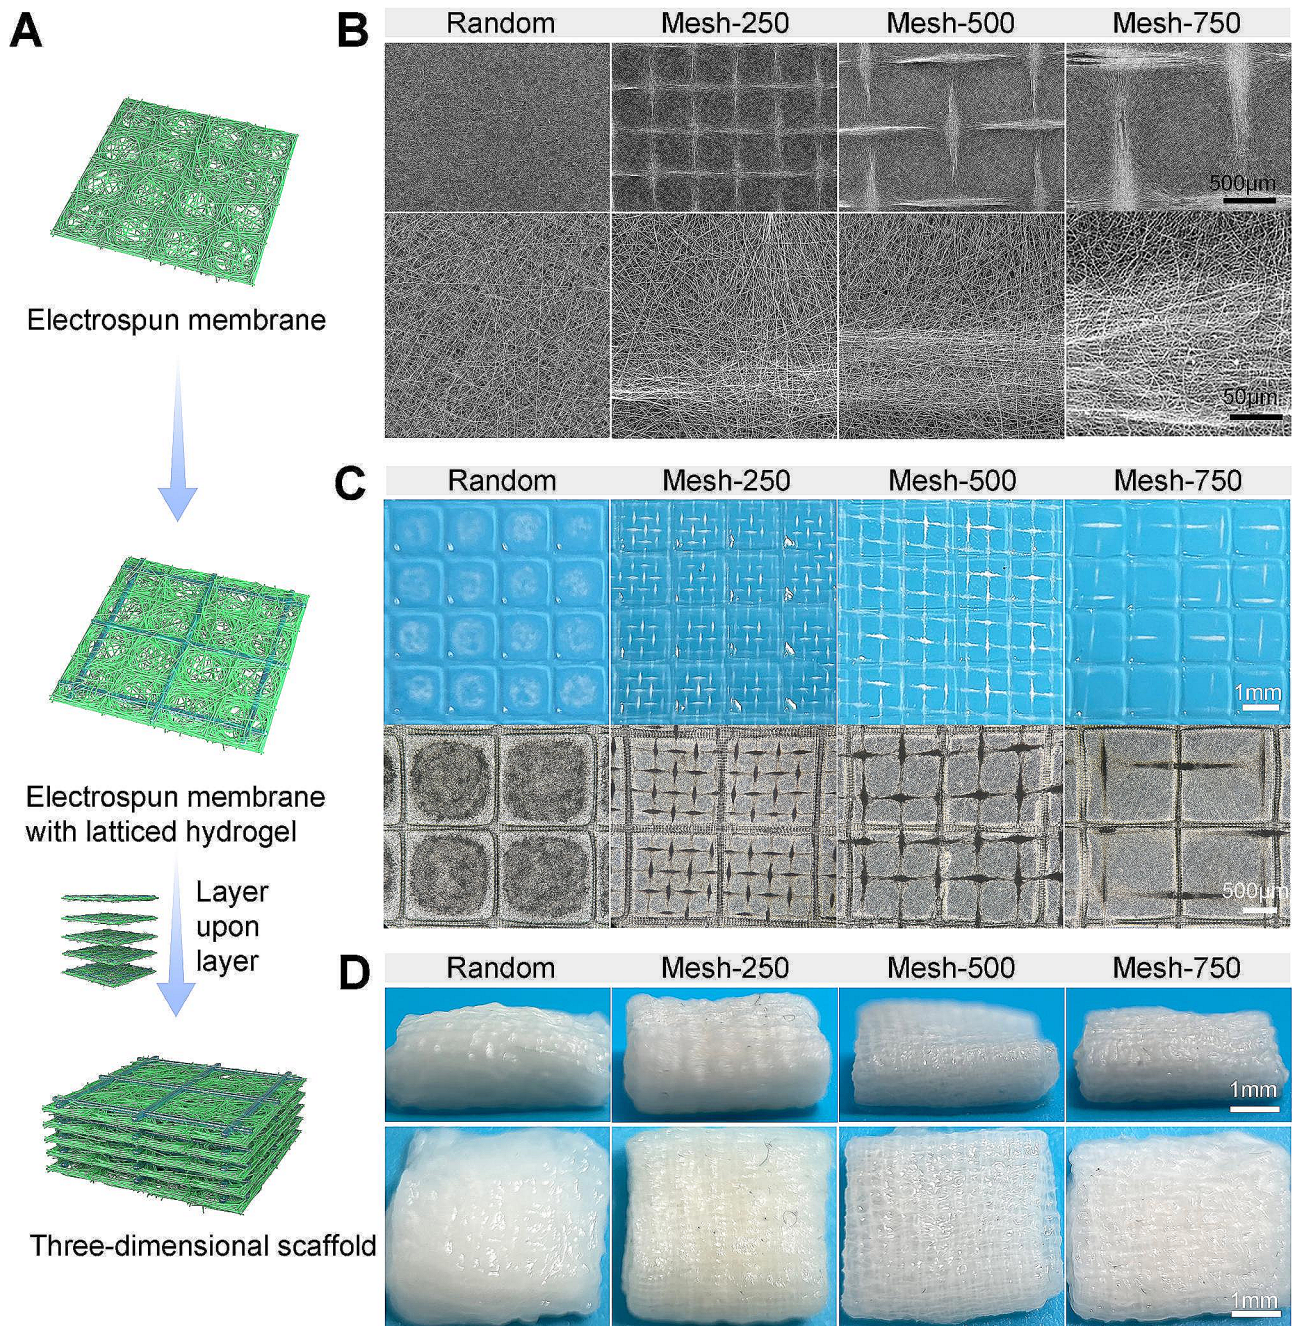 A
Electrospun membrane
Electrospun membrane
with latticed hydrogel
Layer
upon
layer
Three-dimensional scaffold
B
Random Mesh-250 Mesh-500 Mesh-750
500μm
50μm
C
Random Mesh-250 Mesh-500 Mesh-750
1mm
500μm
D
Random Mesh-250 Mesh-500 Mesh-750
1mm
1mm